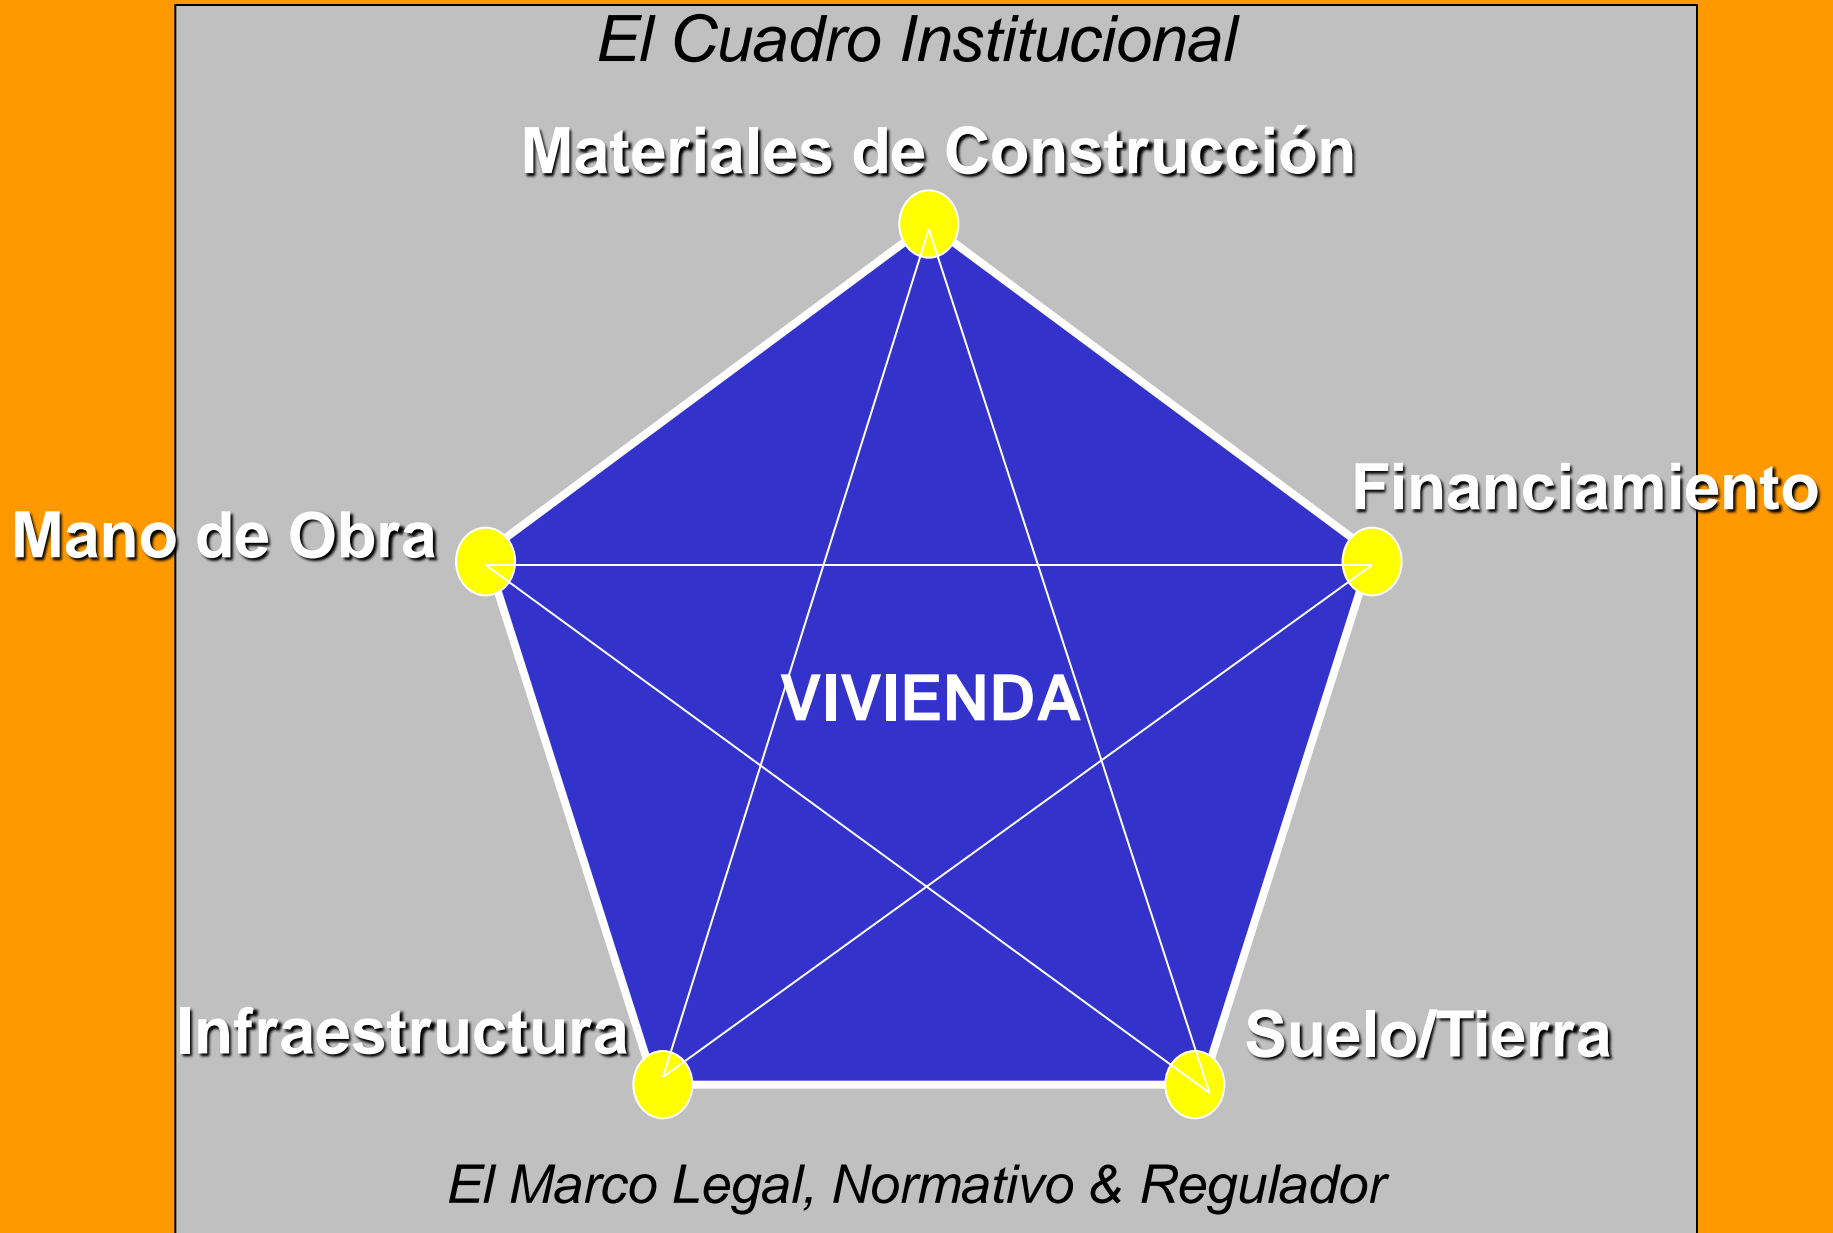 El Cuadro Institucional
Materiales de Construcción
Financiamiento
Mano de Obra
VIVIENDA
Infraestructura
Suelo/Tierra
El Marco Legal, Normativo & Regulador